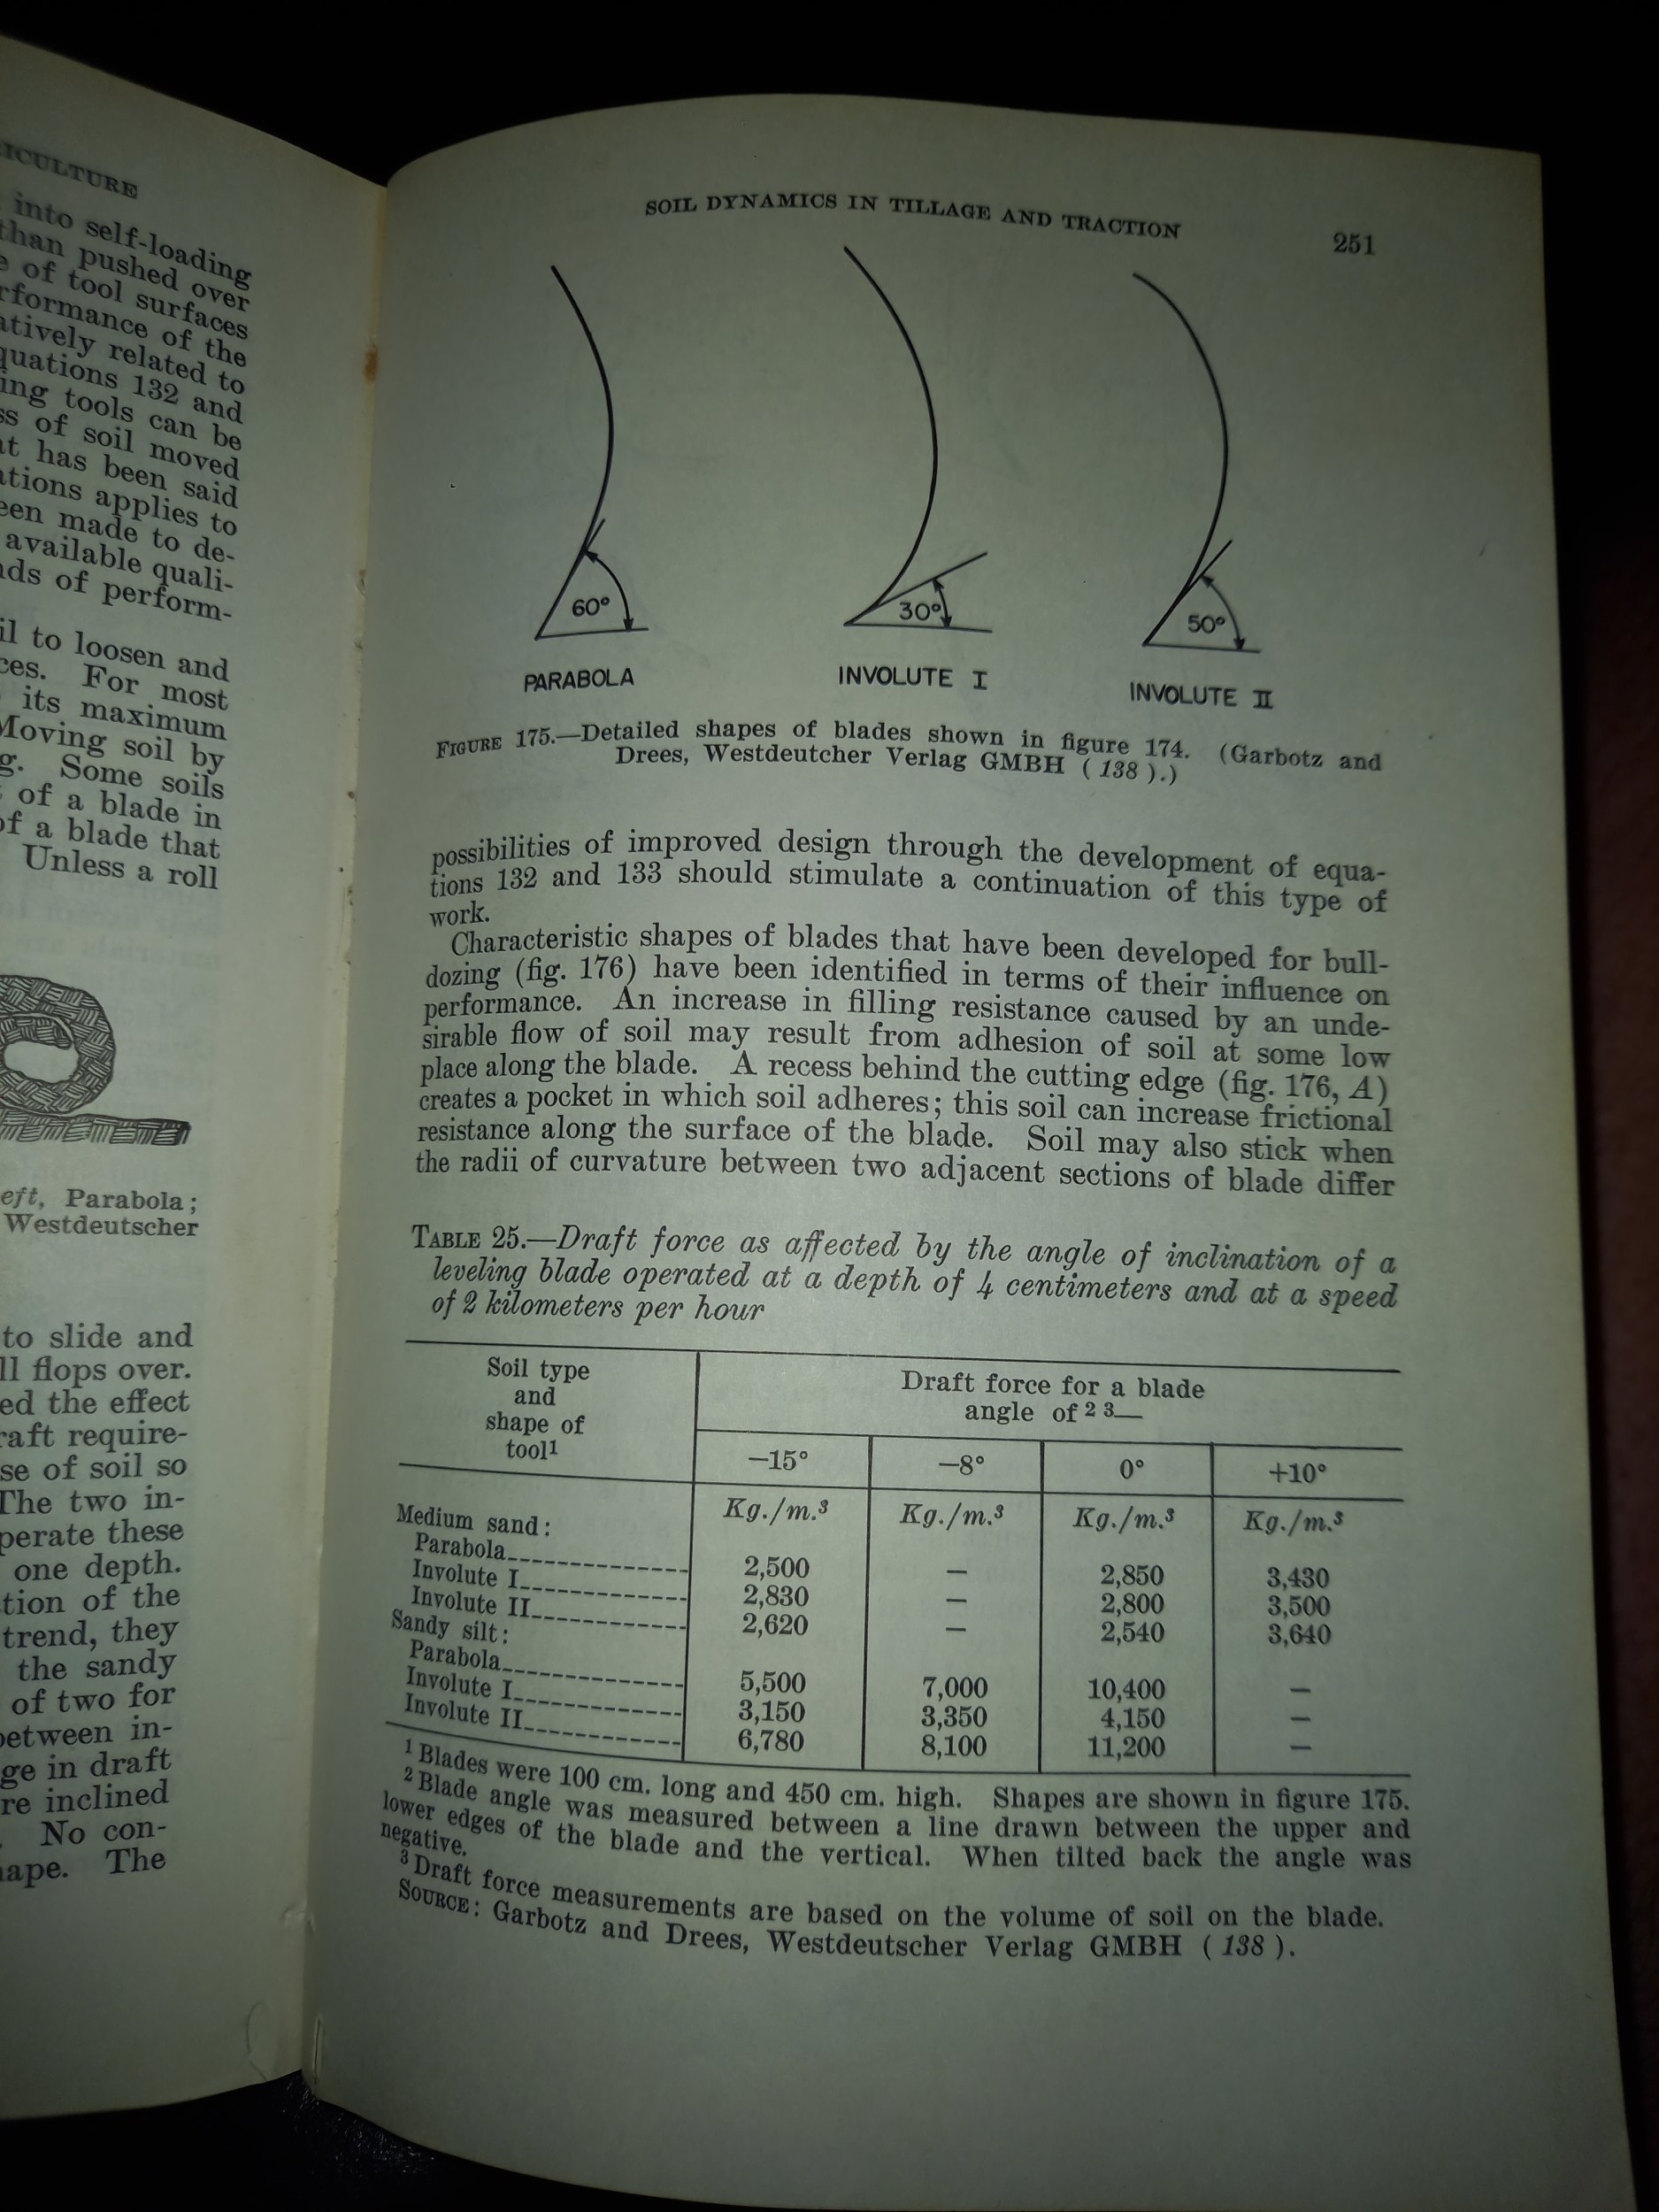 RICULTURE
into self-loading
than pushed over
of tool surfaces
rformance of the
atively related to
quations 132 and
ing tools can be
ss of soil moved
at has been said
ations applies to
een made to de-
available quali-
nds of perform-
il to loosen and
ces. For most
its maximum
Moving soil by
g. Some soils
of a blade in
of a blade that
Unless a roll
eft, Parabola;
Westdeutscher
to slide and
ll flops over.
ed the effect
raft require-
se of soil so
The two in-
perate these
one depth.
tion of the
trend, they
the sandy
of two for
between in-
ge in draft
re inclined
No con-
hape. The
SOIL DYNAMICS IN TILLAGE AND TRACTION 251
60° 30° 50°
PARABOLA INVOLUTE I INVOLUTE II
FIGURE 175.—Detailed shapes of blades shown in figure 174. (Garbotz and
Drees, Westdeutcher Verlag GMBH (138).)
possibilities of improved design through the development of equa-
tions 132 and 133 should stimulate a continuation of this type of
work.
Characteristic shapes of blades that have been developed for bull-
dozing (fig. 176) have been identified in terms of their influence on
performance. An increase in filling resistance caused by an unde-
sirable flow of soil may result from adhesion of soil at some low
place along the blade. A recess behind the cutting edge (fig. 176, A)
creates a pocket in which soil adheres; this soil can increase frictional
resistance along the surface of the blade. Soil may also stick when
the radii of curvature between two adjacent sections of blade differ
TABLE 25.—Draft force as affected by the angle of inclination of a
leveling blade operated at a depth of 4 centimeters and at a speed
of 2 kilometers per hour
Soil type
and
shape of
tool¹
Draft force for a blade
angle of ² ³—
—15° —8° 0° +10°
Kg./m.³ Kg./m.³ Kg./m.³ Kg./m.³
Medium sand:
Parabola 2,500 — 2,850 3,430
Involute I 2,830 — 2,800 3,500
Involute II 2,620 — 2,540 3,640
Sandy silt:
Parabola 5,500 7,000 10,400 —
Involute I 3,150 3,350 4,150 —
Involute II 6,780 8,100 11,200 —
¹ Blades were 100 cm. long and 450 cm. high. Shapes are shown in figure 175.
² Blade angle was measured between a line drawn between the upper and
lower edges of the blade and the vertical. When tilted back the angle was
negative.
³ Draft force measurements are based on the volume of soil on the blade.
SOURCE: Garbotz and Drees, Westdeutscher Verlag GMBH (138).